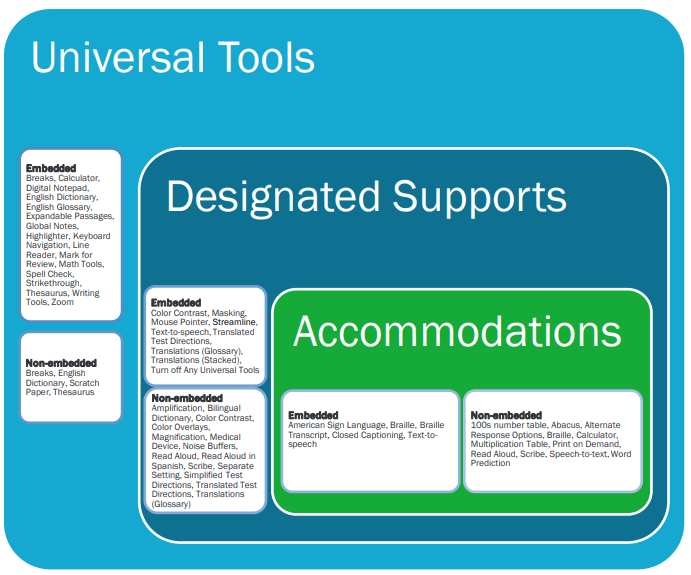 Universal Tools
Embedded
Breaks, Calculator,
Digital Notepad,
English Dictionary,
English Glossary,
Expandable Passages,
Global Notes,
Highlighter, Keyboard
Navigation, Line
Reader, Mark for
Review, Math Tools,
Spell Check,
Strikethrough,
Thesaurus, Writing
Tools, Zoom
Non-embedded
Breaks, English
Dictionary, Scratch
Paper, Thesaurus
Designated Supports
Embedded
Color Contrast, Masking,
Mouse Pointer, Streamline,
Text-to-speech, Translated
Test Directions,
Translations (Glossary),
Translations (Stacked),
Turn off Any Universal Tools
Non-embedded
Amplification, Bilingual
Dictionary, Color Contrast,
Color Overlays,
Magnification, Medical
Device, Noise Buffers,
Read Aloud, Read Aloud in
Spanish, Scribe, Separate
Setting, Simplified Test
Directions, Translated Test
Directions, Translations
(Glossary)
Accommodations
Embedded
American Sign Language, Braille, Braille
Transcript, Closed Captioning, Text-to-
speech
Non-embedded
100s number table, Abacus, Alternate
Response Options, Braille, Calculator,
Multiplication Table, Print on Demand,
Read Aloud, Scribe, Speech-to-text, Word
Prediction